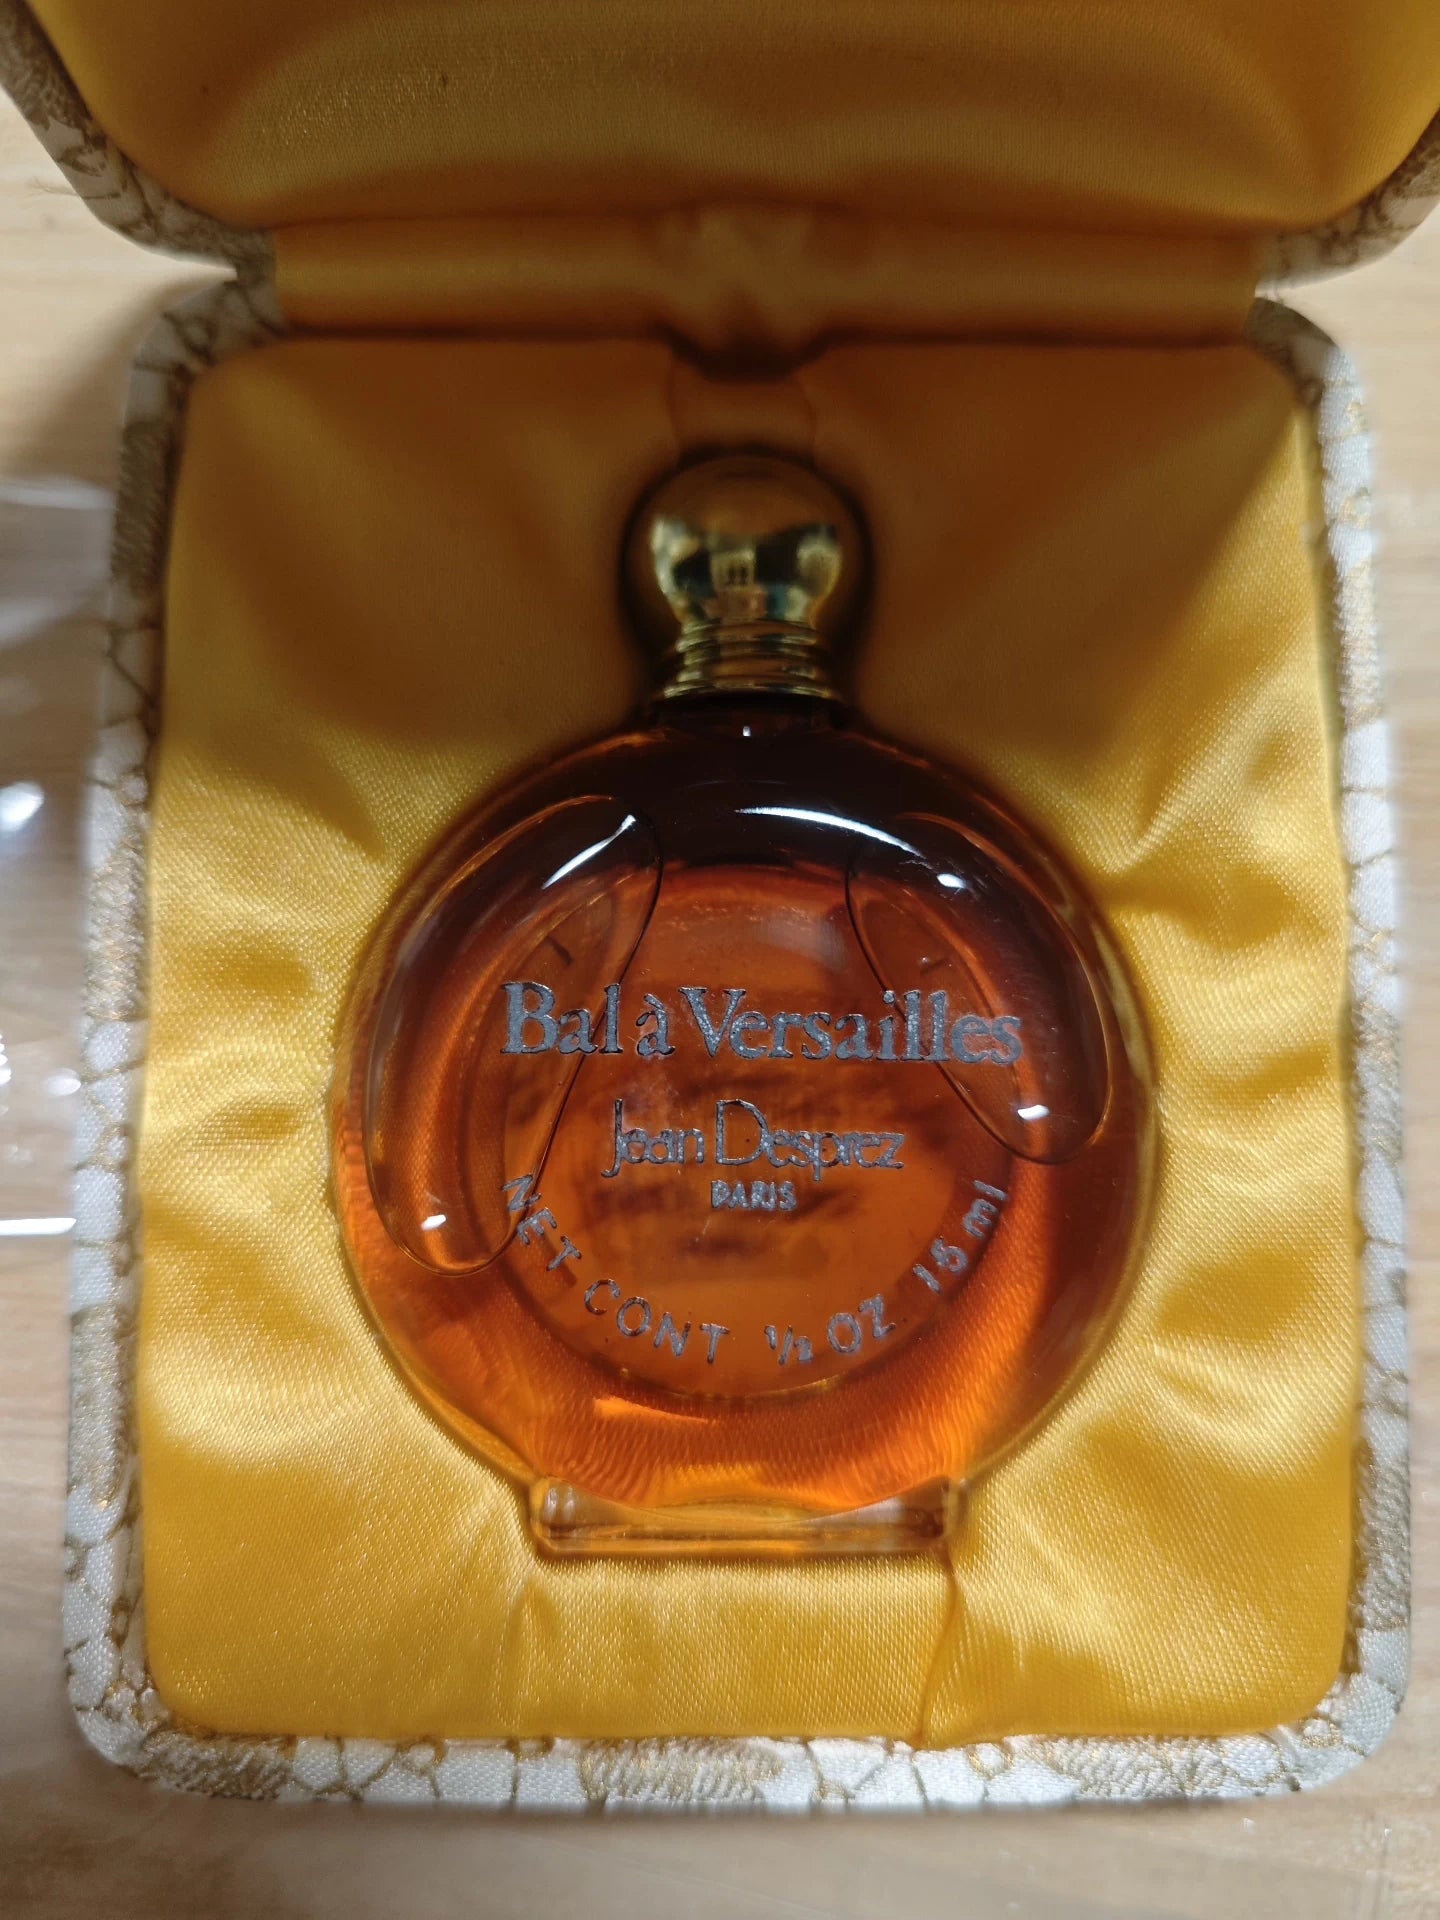 Bal à Versailles
Jean Desprez
PARIS
NET CONT ½ OZ. 15 ml